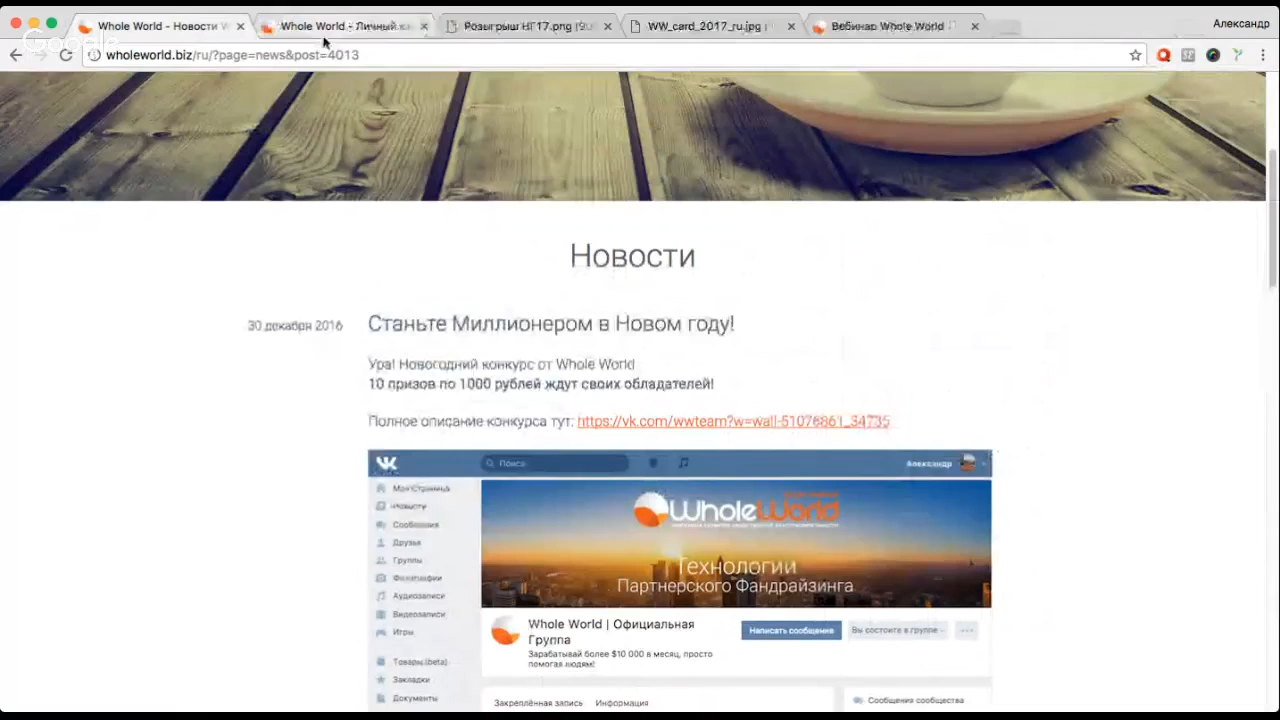 Whole World - Новости W
Whole World - Личный ка
Розыгрыш НГ17.png (9
WW_card_2017_ru.jpg
Вебинар Whole World
Александр
Google
wholeworld.biz/ru/?page=news&post=4013
Новости
30 декабря 2016
Станьте Миллионером в Новом году!
Ура! Новогодний конкурс от Whole World
10 призов по 1000 рублей ждут своих обладателей!
Полное описание конкурса тут: https://vk.com/wwteam?w=wall-51076861_34735
Поиск
Александр
Моя Страница
Новости
Сообщения
Друзья
Группы
Фотографии
Аудиозаписи
Видеозаписи
Игры
Товары (beta)
Закладки
Документы
WholeWorld
Технологии
Партнерского Фандрайзинга
Whole World | Официальная
Группа
Зарабатывай более $10 000 в месяц, просто
помогая людям!
Написать сообщение
Вы состоите в группе
Закреплённая запись
Информация
Сообщения сообщества